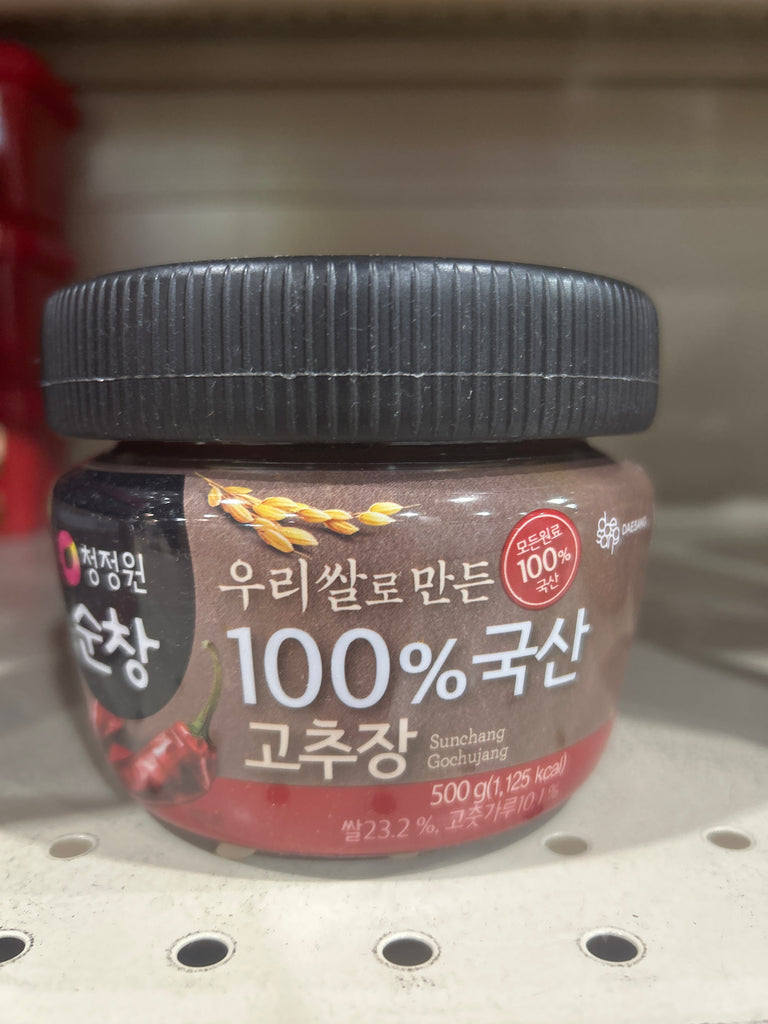 청정원
순창
우리쌀로 만든
모든원료
100%
국산
DAESANG
100% 국산
고추장
Sunchang
Gochujang
500 g(1,125 kcal)
쌀23.2 %, 고춧가루10.1 %